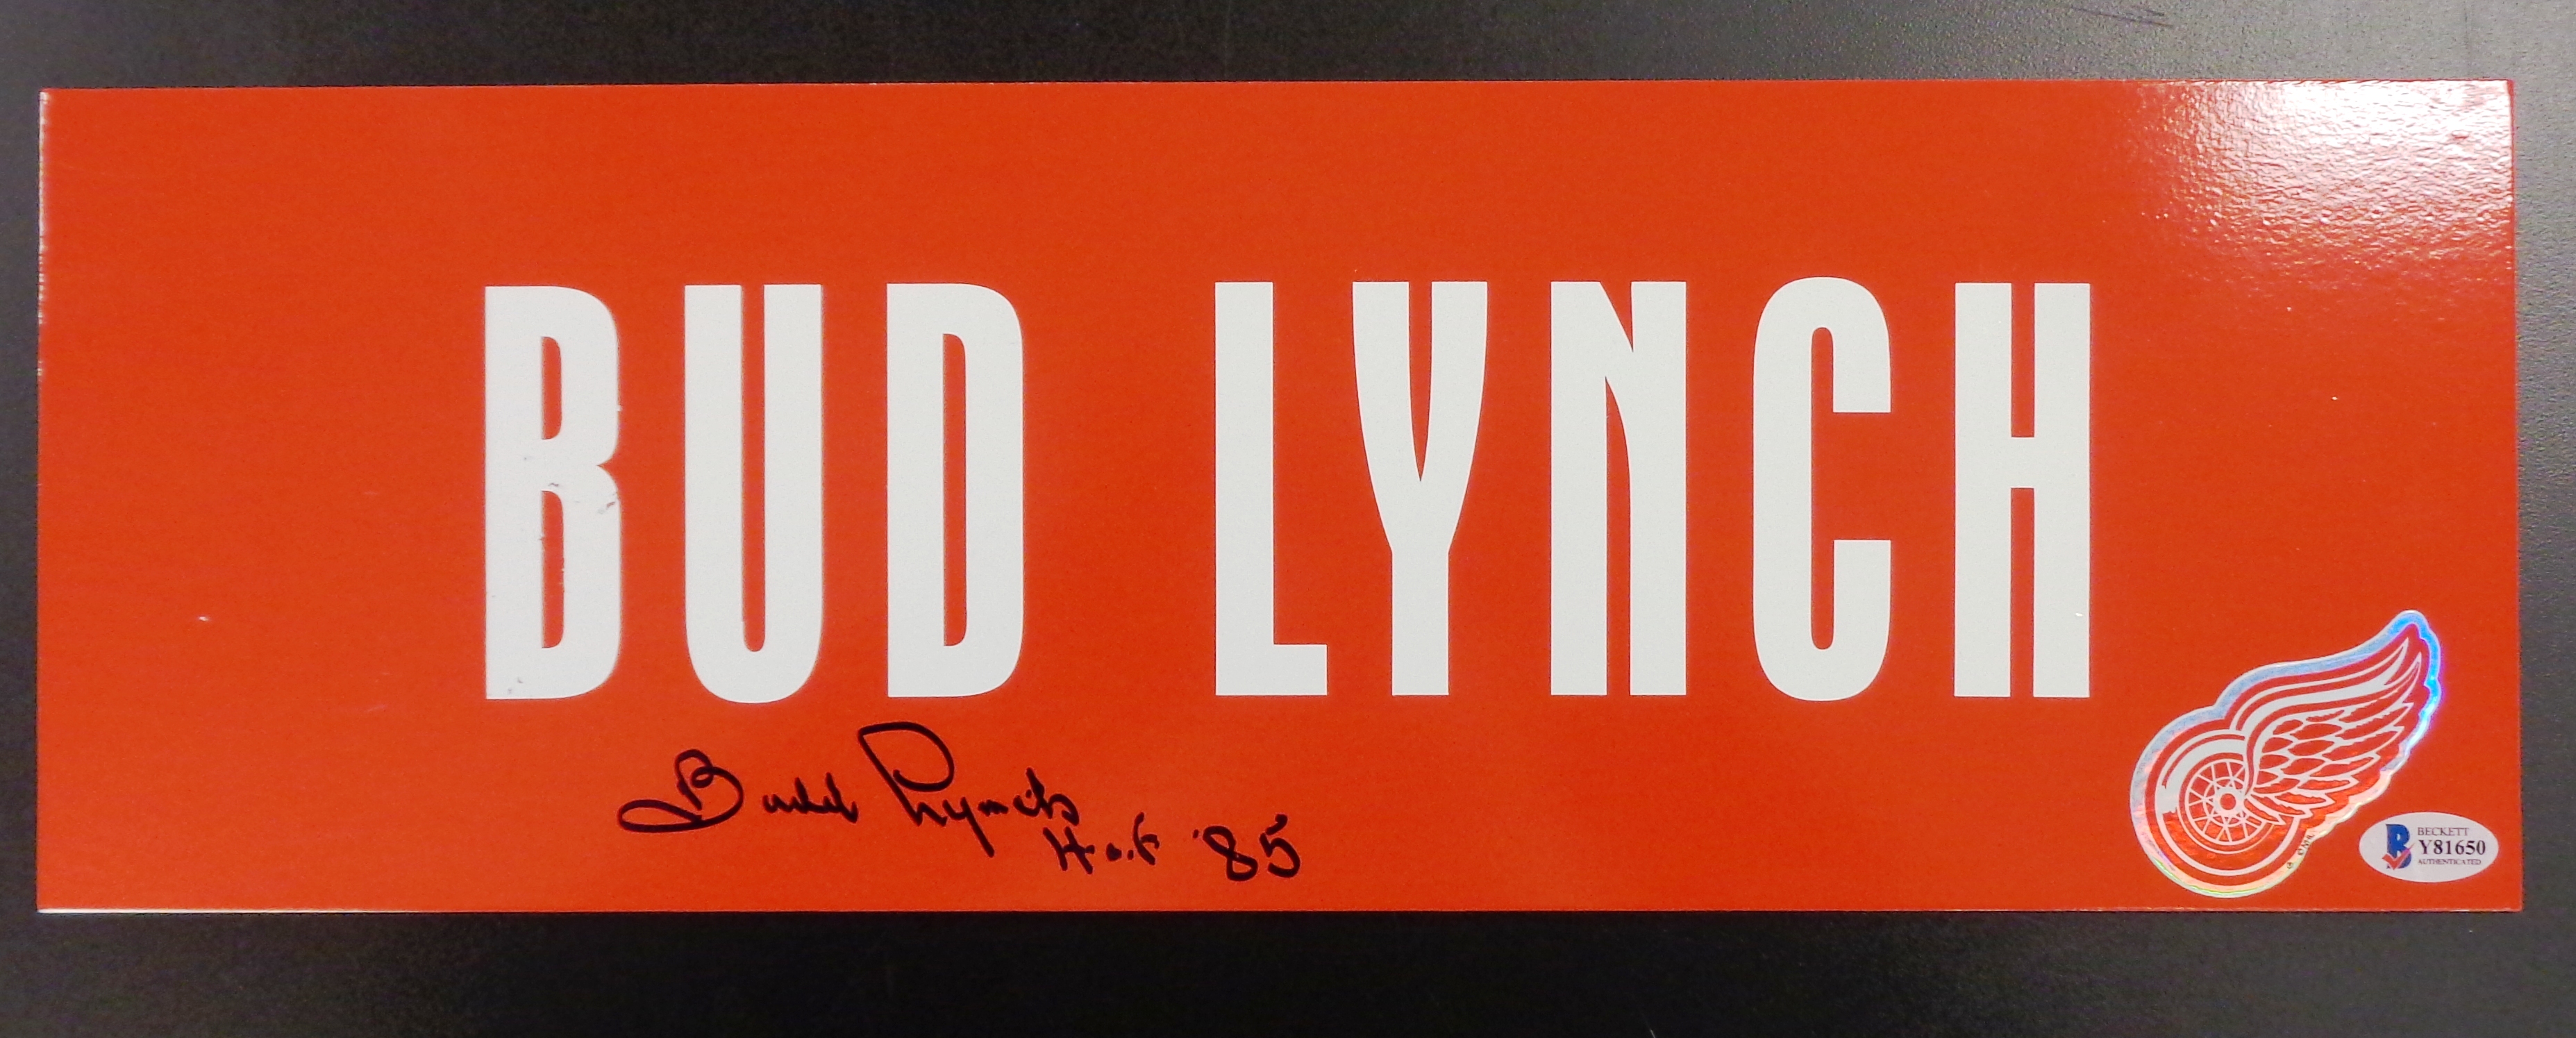 BUD LYNCH
Budd Lynch
H.o.F '85
BECKETT
Y81650
AUTHENTICATED